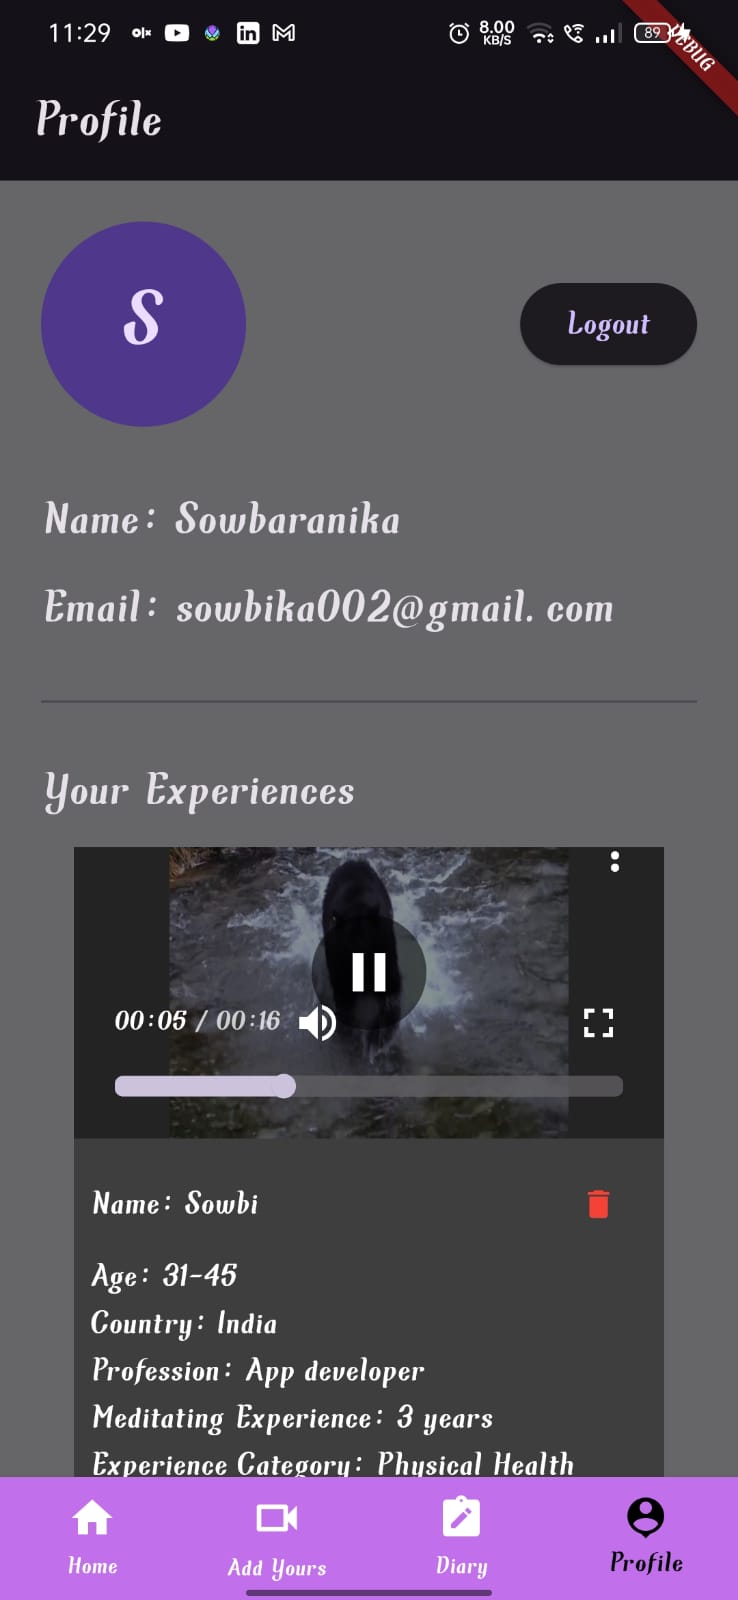 11:29 olx in 8.00 KB/S 89
DEBUG
Profile
S
Logout
Name: Sowbaranika
Email: sowbika002@gmail.com
Your Experiences
00:05 / 00:16
Name: Sowbi
Age: 31-45
Country: India
Profession: App developer
Meditating Experience: 3 years
Experience Category: Physical Health
Home Add Yours Diary Profile